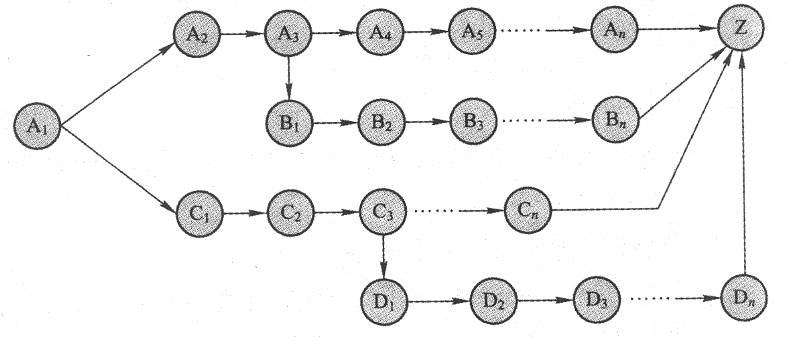 A₂ A₃ A₄ A₅ ...... Aₙ Z
A₁ B₁ B₂ B₃ ...... Bₙ
C₁ C₂ C₃ ...... Cₙ
D₁ D₂ D₃ ...... Dₙ